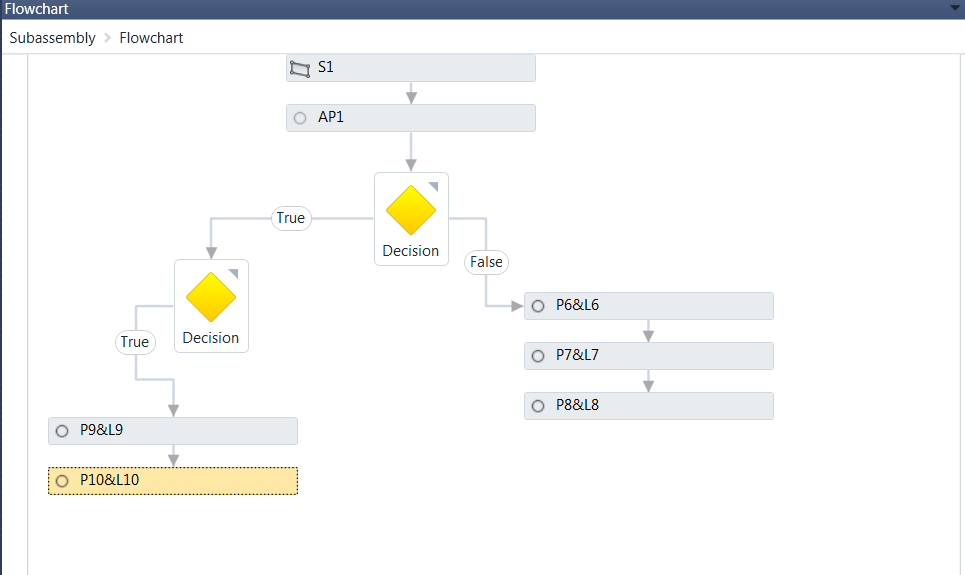 Flowchart
Subassembly > Flowchart
S1
AP1
True
Decision
False
Decision
P6&L6
True
P7&L7
P8&L8
P9&L9
P10&L10